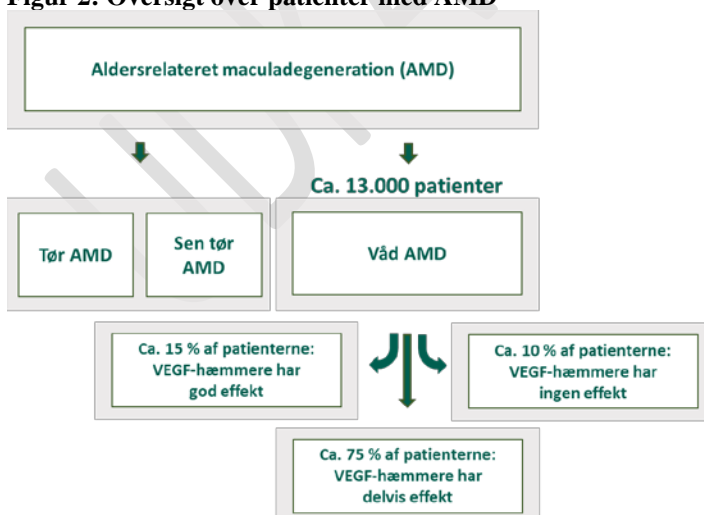 Figur 2: Oversigt over patienter med AMD
Aldersrelateret maculadegeneration (AMD)
Ca. 13.000 patienter
Tør AMD
Sen tør
AMD
Våd AMD
Ca. 15 % af patienterne:
VEGF-hæmmere har
god effekt
Ca. 10 % af patienterne:
VEGF-hæmmere har
ingen effekt
Ca. 75 % af patienterne:
VEGF-hæmmere har
delvis effekt